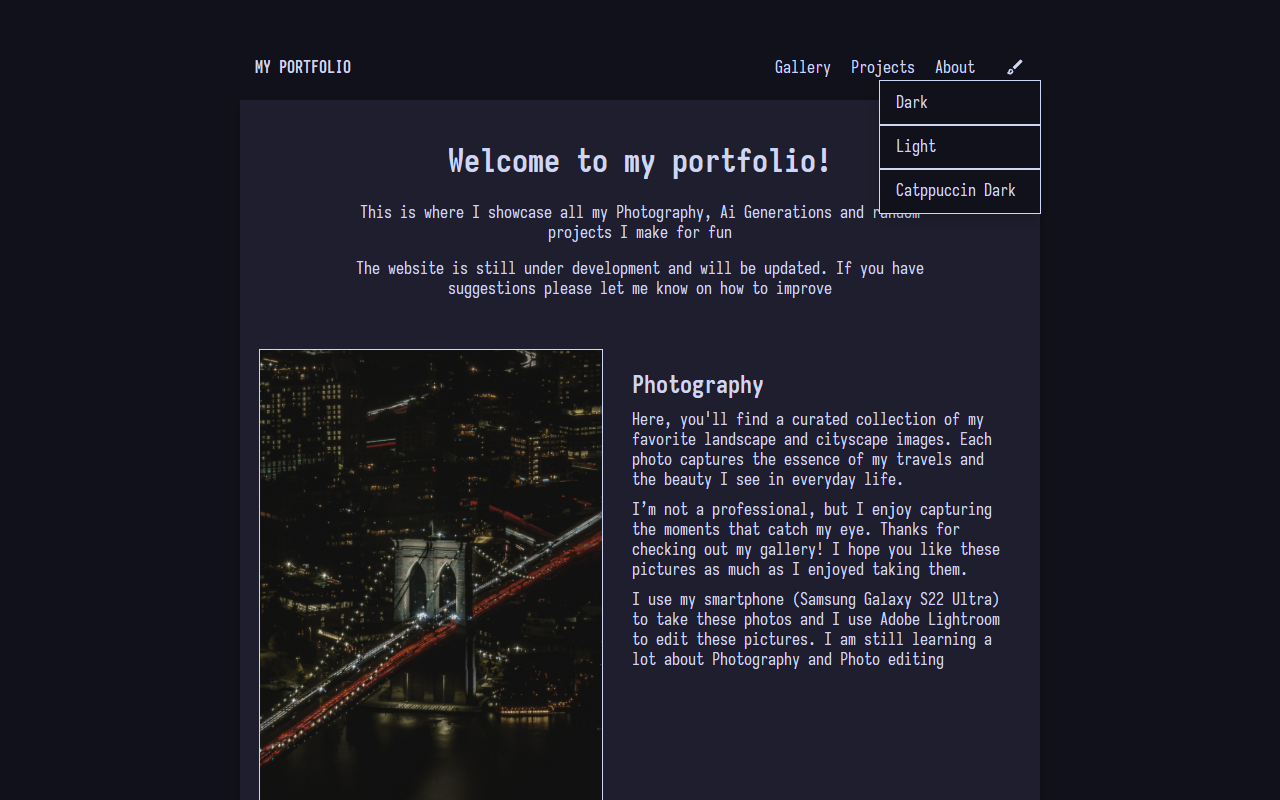 MY PORTFOLIO
Gallery Projects About
Dark
Light
Catppuccin Dark
Welcome to my portfolio!
This is where I showcase all my Photography, Ai Generations and random
projects I make for fun
The website is still under development and will be updated. If you have
suggestions please let me know on how to improve
Photography
Here, you'll find a curated collection of my
favorite landscape and cityscape images. Each
photo captures the essence of my travels and
the beauty I see in everyday life.
I’m not a professional, but I enjoy capturing
the moments that catch my eye. Thanks for
checking out my gallery! I hope you like these
pictures as much as I enjoyed taking them.
I use my smartphone (Samsung Galaxy S22 Ultra)
to take these photos and I use Adobe Lightroom
to edit these pictures. I am still learning a
lot about Photography and Photo editing